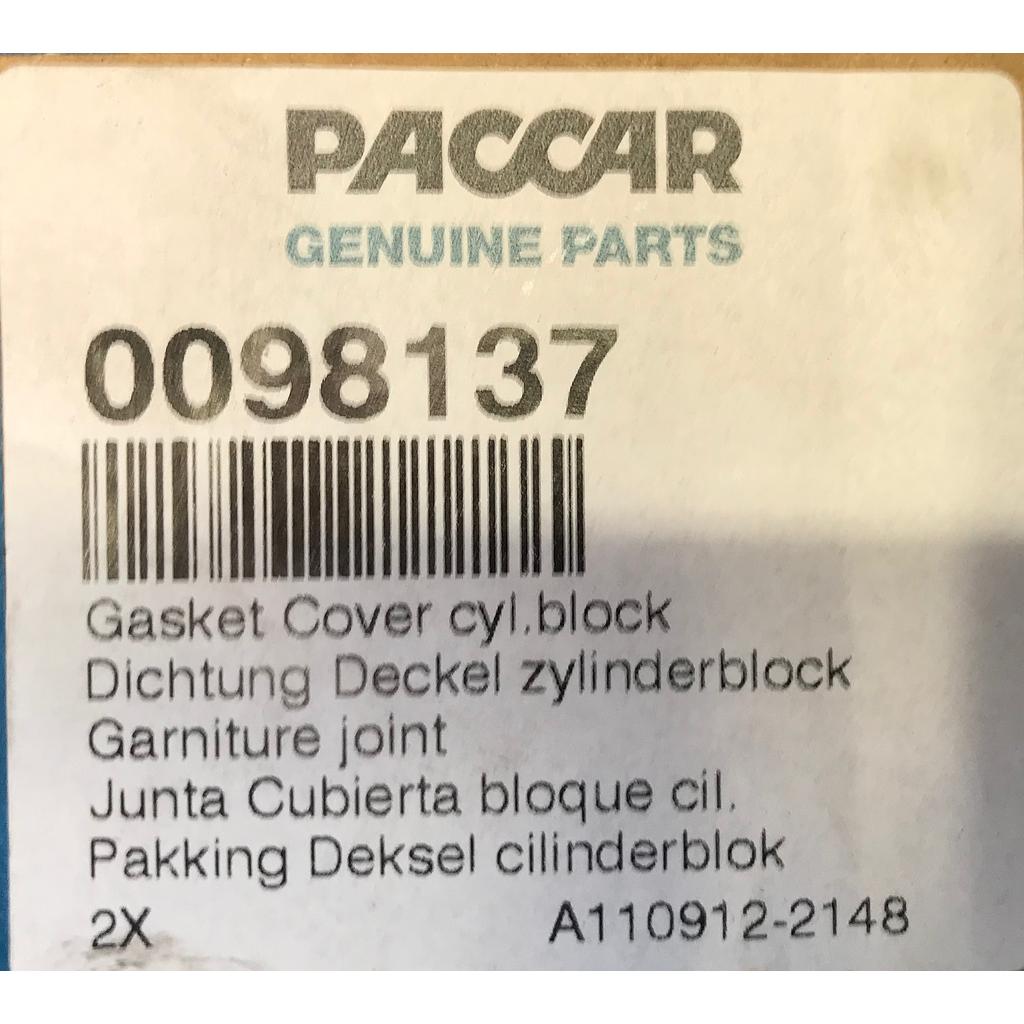 PACCAR
GENUINE PARTS
0098137
Gasket Cover cyl.block
Dichtung Deckel zylinderblock
Garniture joint
Junta Cubierta bloque cil.
Pakking Deksel cilinderblok
2X A110912-2148